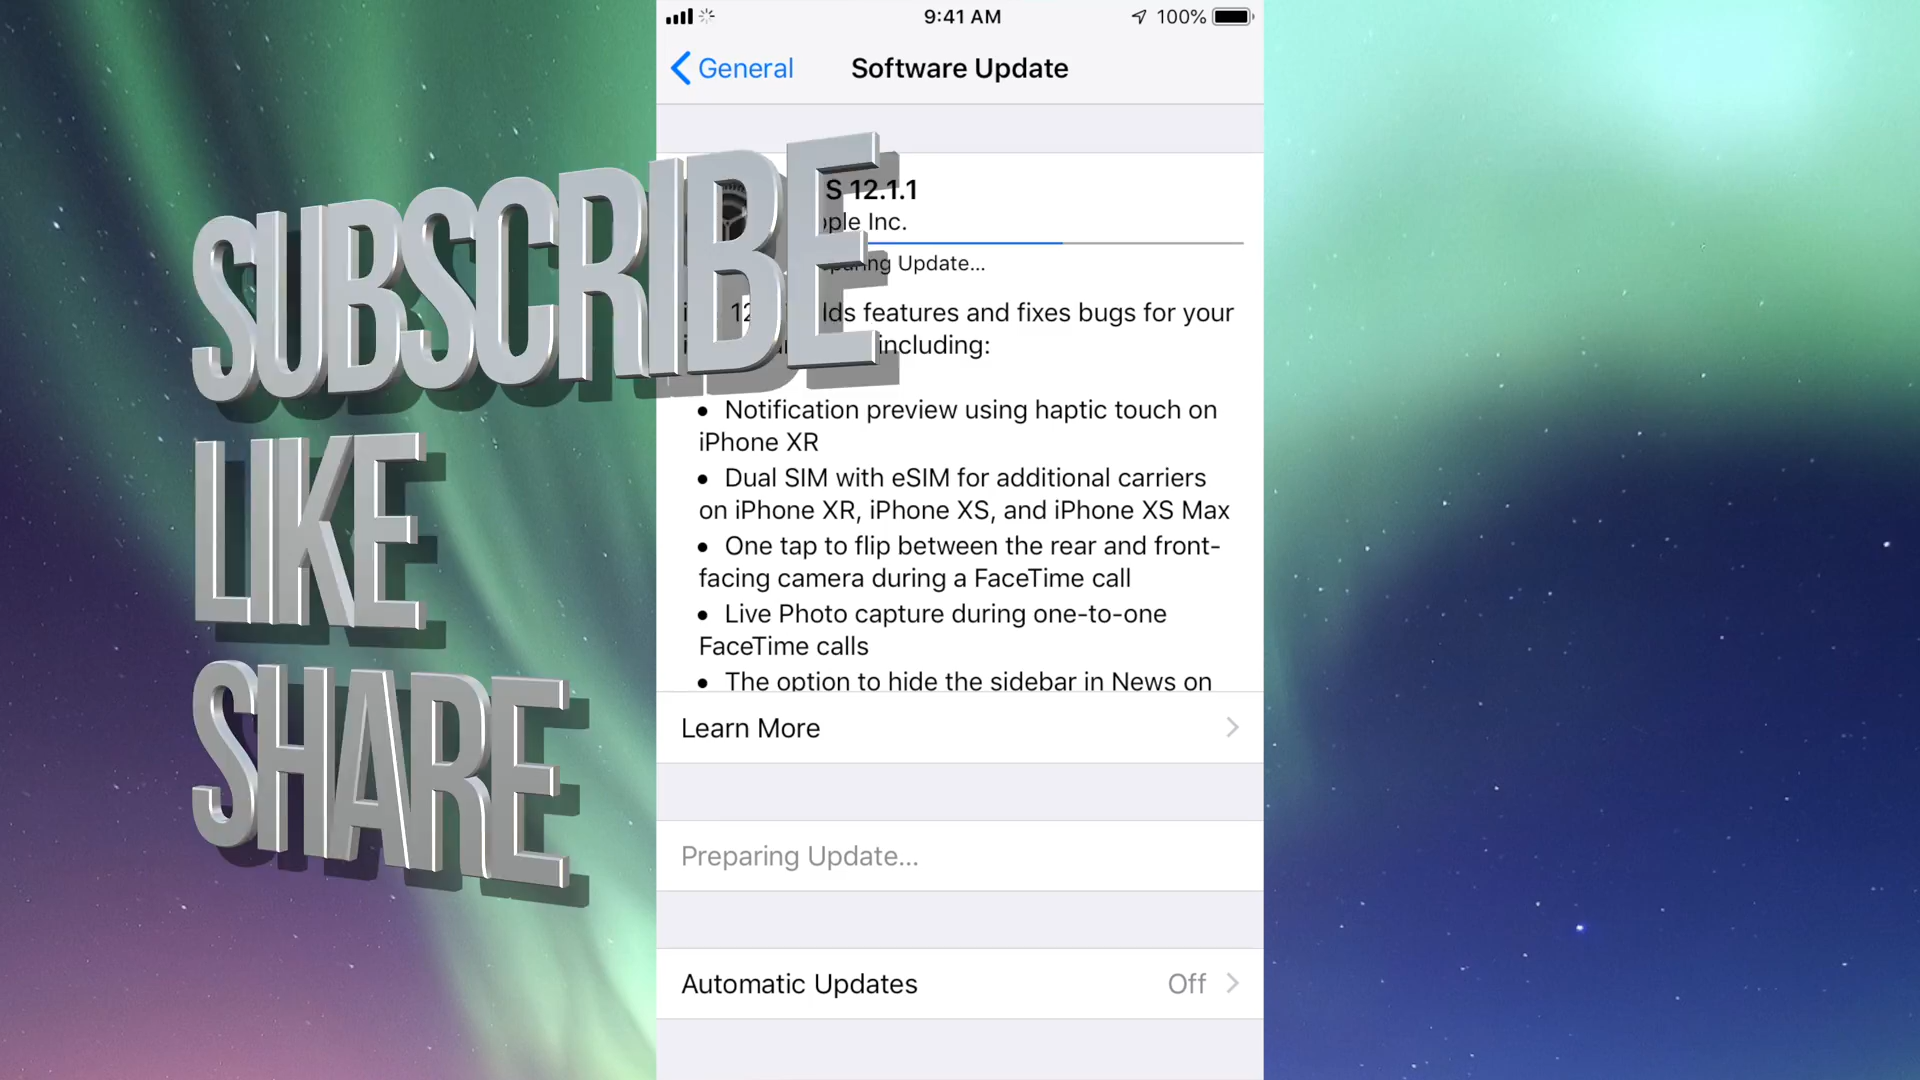 9:41 AM
100%
General
Software Update
SUBSCRIBE
LIKE
SHARE
S 12.1.1
ple Inc.
Update...
12 features and fixes bugs for your
including:
• Notification preview using haptic touch on
iPhone XR
• Dual SIM with eSIM for additional carriers
on iPhone XR, iPhone XS, and iPhone XS Max
• One tap to flip between the rear and front-
facing camera during a FaceTime call
• Live Photo capture during one-to-one
FaceTime calls
• The option to hide the sidebar in News on
Learn More
Preparing Update...
Automatic Updates
Off